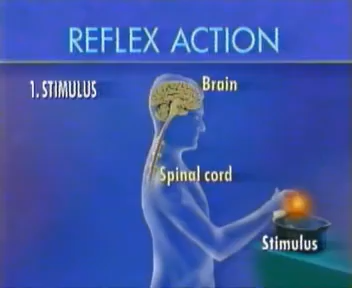 REFLEX ACTION
1. STIMULUS
Brain
Spinal cord
Stimulus